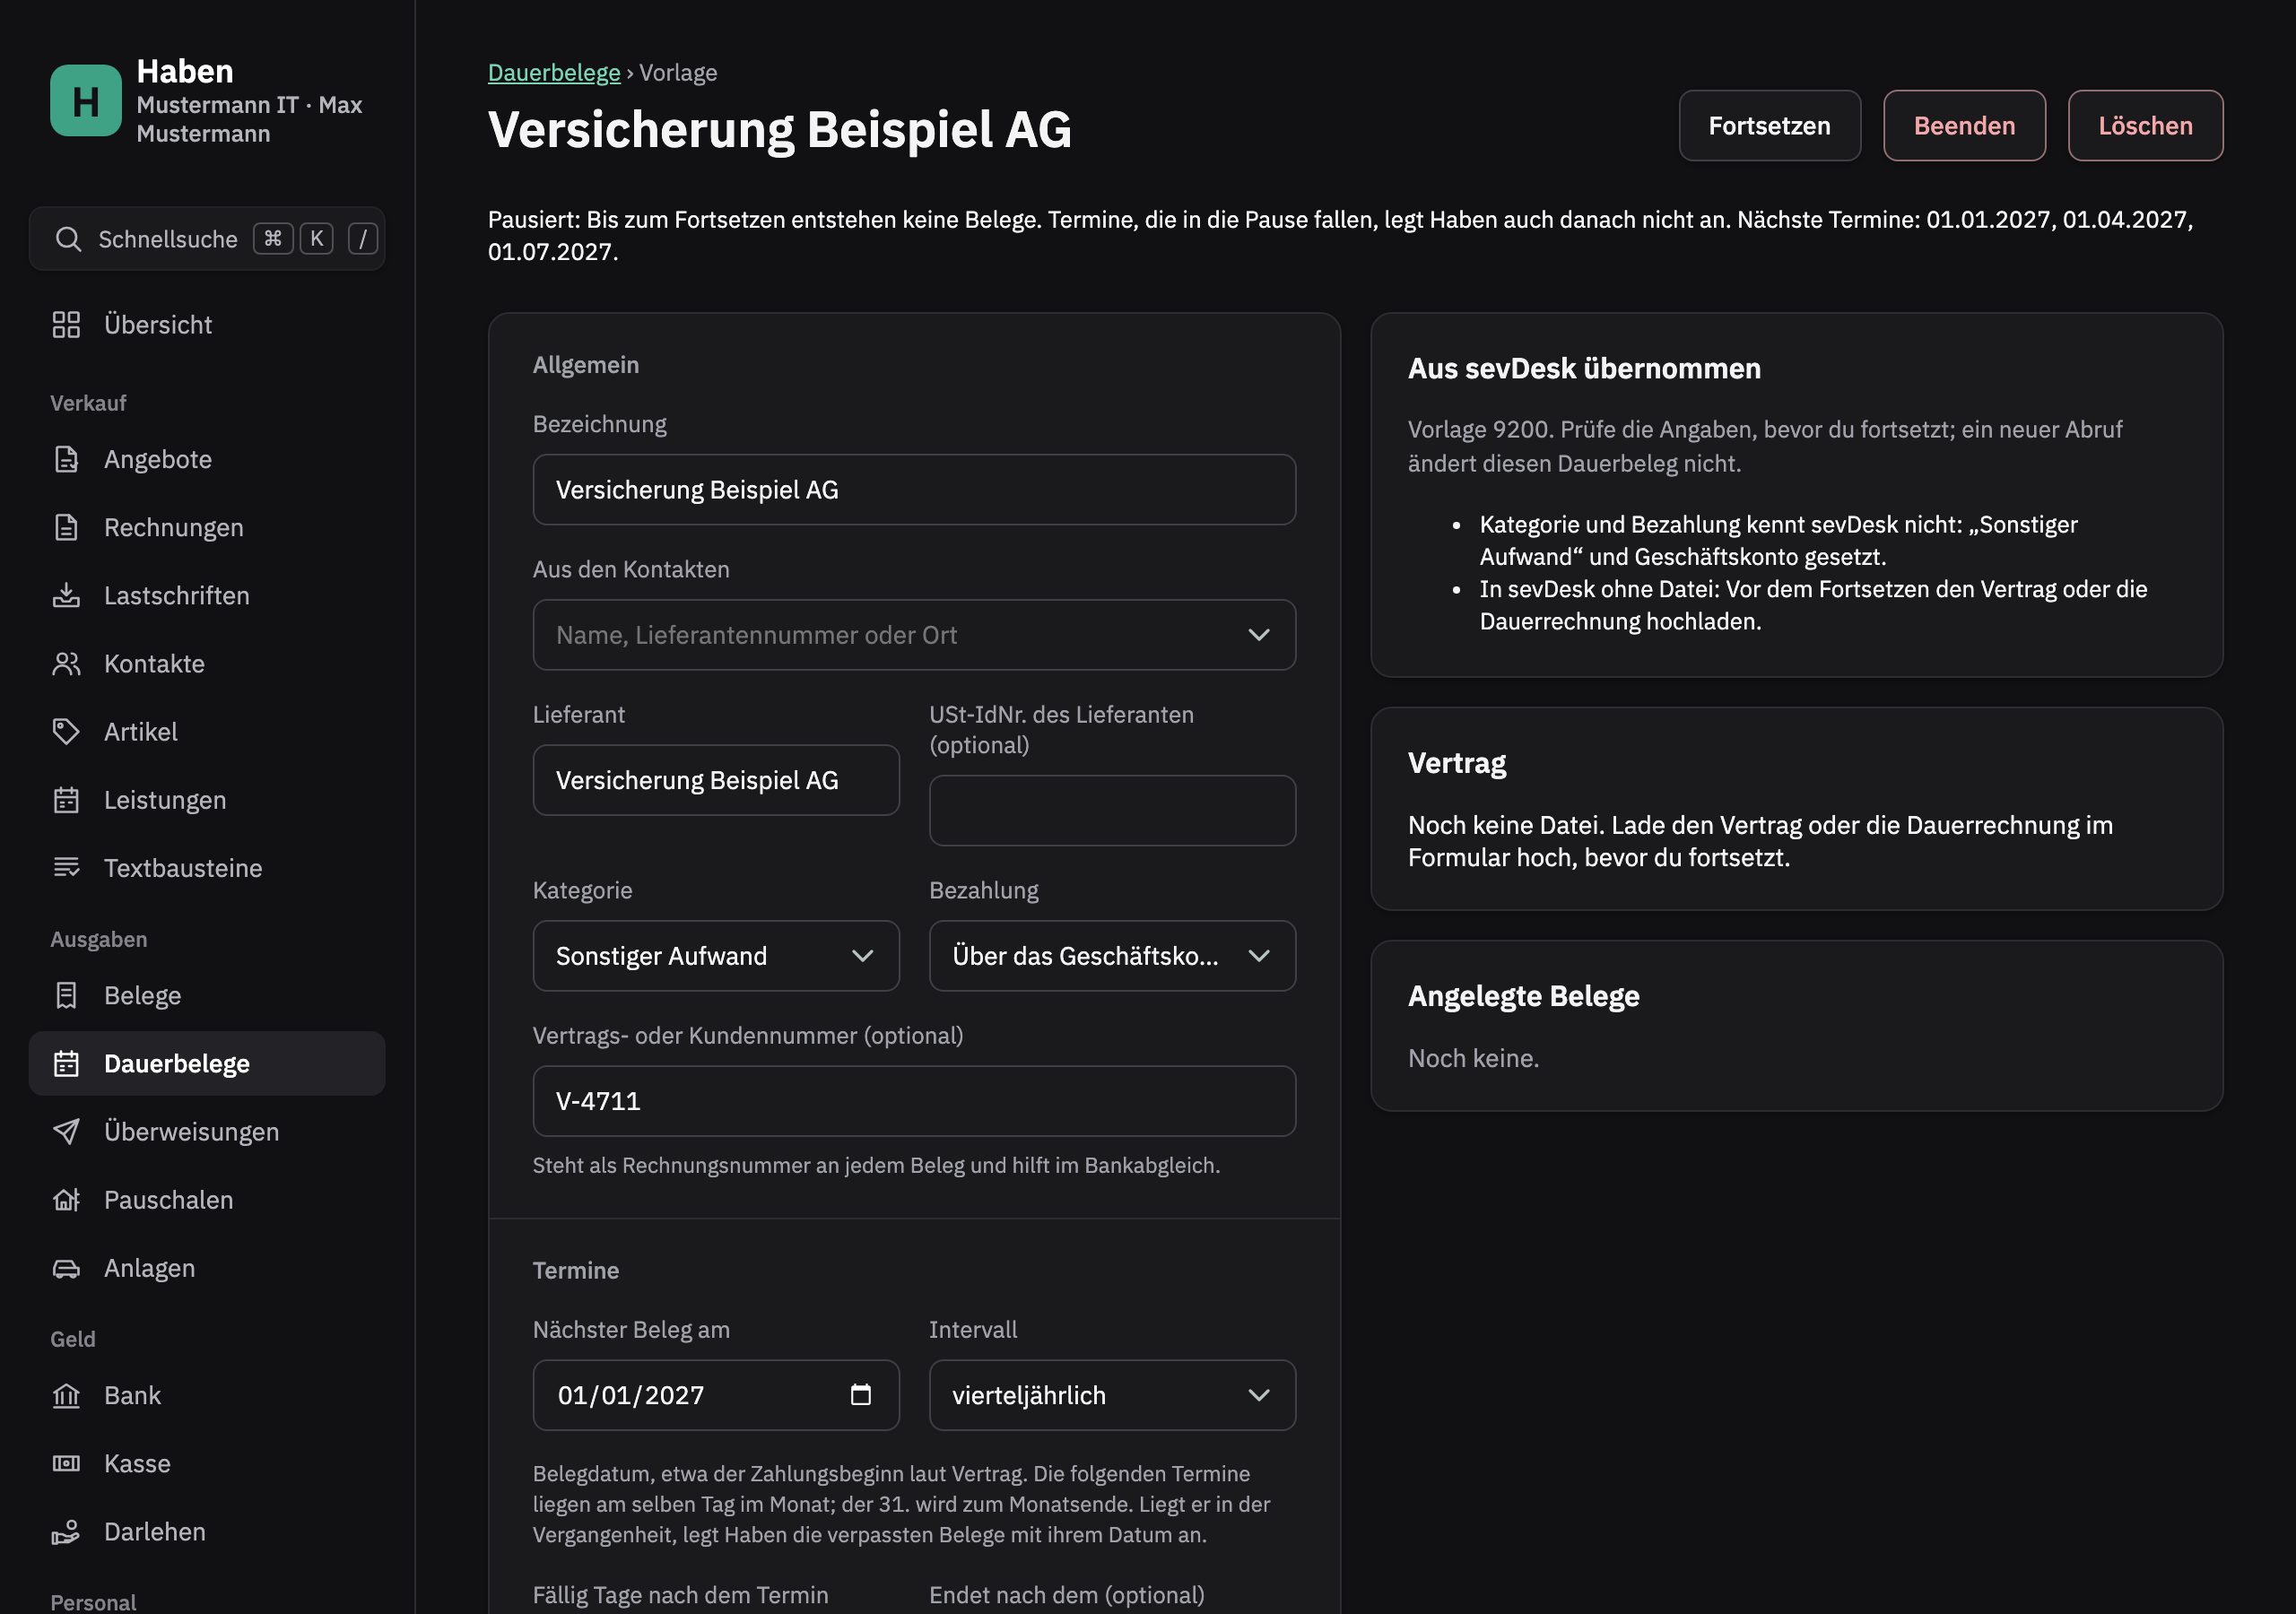 Haben
Mustermann IT · Max
Mustermann
Schnellsuche ⌘ K /
Übersicht
Verkauf
Angebote
Rechnungen
Lastschriften
Kontakte
Artikel
Leistungen
Textbausteine
Ausgaben
Belege
Dauerbelege
Überweisungen
Pauschalen
Anlagen
Geld
Bank
Kasse
Darlehen
Personal
Dauerbelege › Vorlage
Versicherung Beispiel AG
Fortsetzen
Beenden
Löschen
Pausiert: Bis zum Fortsetzen entstehen keine Belege. Termine, die in die Pause fallen, legt Haben auch danach nicht an. Nächste Termine: 01.01.2027, 01.04.2027,
01.07.2027.
Allgemein
Bezeichnung
Versicherung Beispiel AG
Aus den Kontakten
Name, Lieferantennummer oder Ort
Lieferant
Versicherung Beispiel AG
USt-IdNr. des Lieferanten
(optional)
Kategorie
Sonstiger Aufwand
Bezahlung
Über das Geschäftsko...
Vertrags- oder Kundennummer (optional)
V-4711
Steht als Rechnungsnummer an jedem Beleg und hilft im Bankabgleich.
Termine
Nächster Beleg am
01/01/2027
Intervall
vierteljährlich
Belegdatum, etwa der Zahlungsbeginn laut Vertrag. Die folgenden Termine
liegen am selben Tag im Monat; der 31. wird zum Monatsende. Liegt er in der
Vergangenheit, legt Haben die verpassten Belege mit ihrem Datum an.
Fällig Tage nach dem Termin
Endet nach dem (optional)
Aus sevDesk übernommen
Vorlage 9200. Prüfe die Angaben, bevor du fortsetzt; ein neuer Abruf
ändert diesen Dauerbeleg nicht.
• Kategorie und Bezahlung kennt sevDesk nicht: „Sonstiger
Aufwand“ und Geschäftskonto gesetzt.
• In sevDesk ohne Datei: Vor dem Fortsetzen den Vertrag oder die
Dauerrechnung hochladen.
Vertrag
Noch keine Datei. Lade den Vertrag oder die Dauerrechnung im
Formular hoch, bevor du fortsetzt.
Angelegte Belege
Noch keine.
H